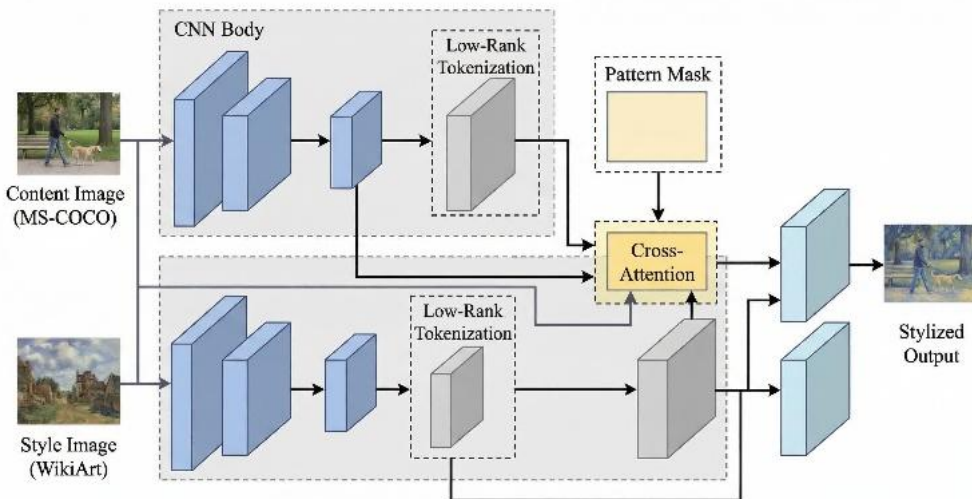 CNN Body
Low-Rank
Tokenization
Pattern Mask
Content Image
(MS-COCO)
Cross-
Attention
Low-Rank
Tokenization
Stylized
Output
Style Image
(WikiArt)